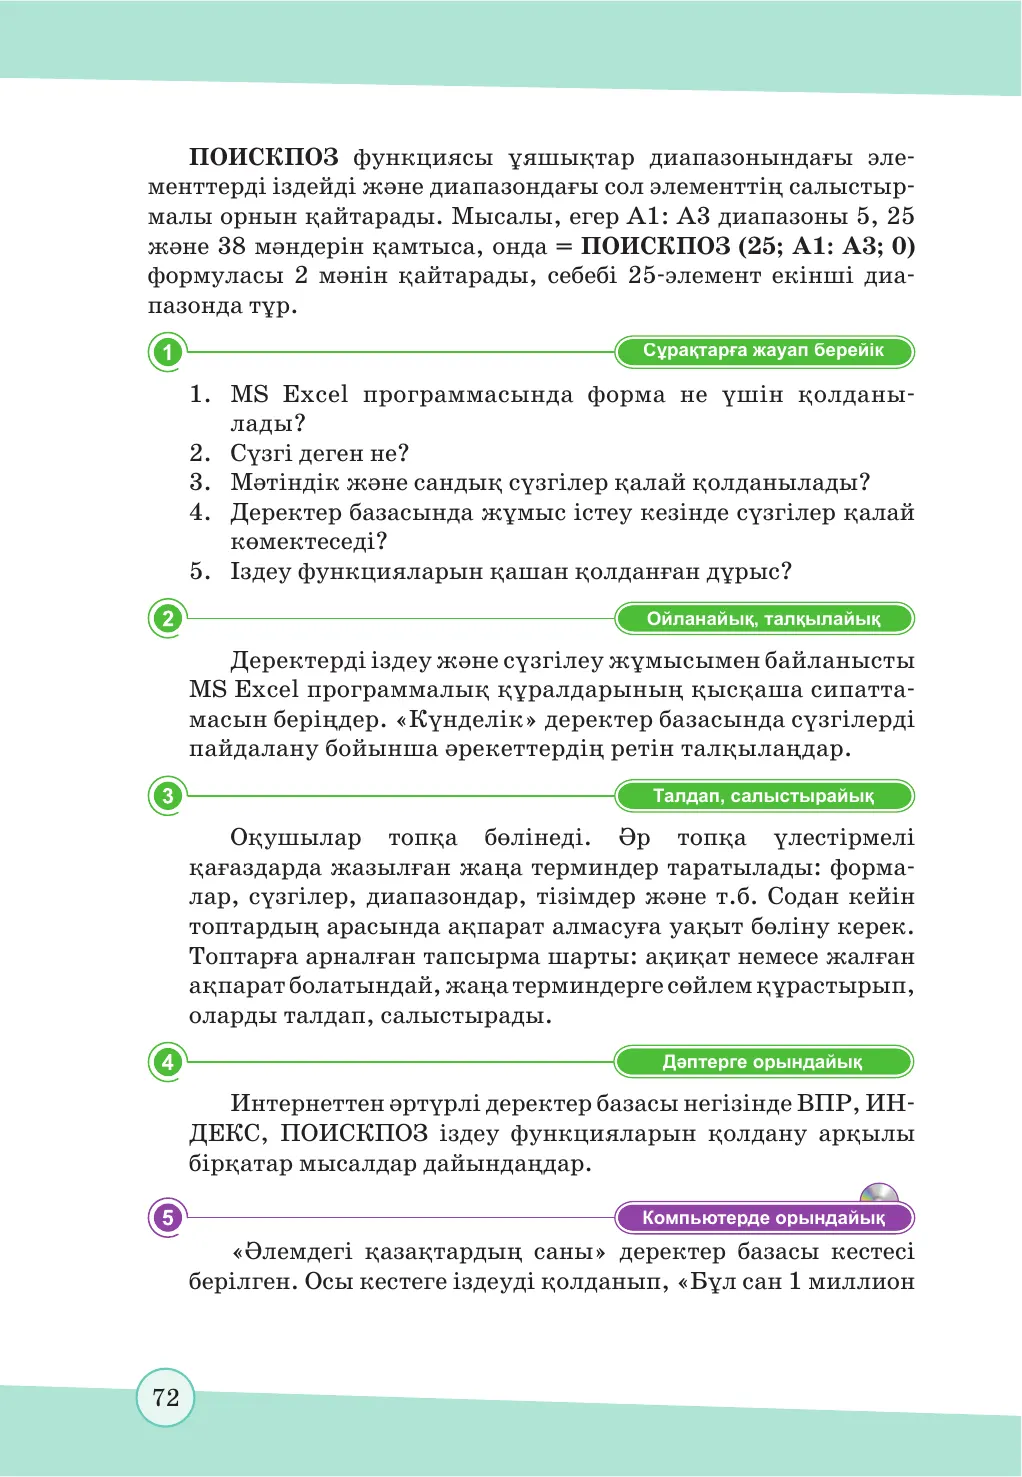 ПОИСКПОЗ функциясы ұяшықтар диапазонындағы эле-
менттерді іздейді және диапазондағы сол элементтің салыстыр-
малы орнын қайтарады. Мысалы, егер A1: A3 диапазоны 5, 25
және 38 мәндерін қамтыса, онда = ПОИСКПОЗ (25; A1: A3; 0)
формуласы 2 мәнін қайтарады, себебі 25-элемент екінші диа-
пазонда тұр.
1 Сұрақтарға жауап берейік
1. MS Excel программасында форма не үшін қолданы-
лады?
2. Сүзгі деген не?
3. Мәтіндік және сандық сүзгілер қалай қолданылады?
4. Деректер базасында жұмыс істеу кезінде сүзгілер қалай
көмектеседі?
5. Іздеу функцияларын қашан қолданған дұрыс?
2 Ойланайық, талқылайық
Деректерді іздеу және сүзгілеу жұмысымен байланысты
MS Excel программалық құралдарының қысқаша сипатта-
масын беріңдер. «Күнделік» деректер базасында сүзгілерді
пайдалану бойынша әрекеттердің ретін талқылаңдар.
3 Талдап, салыстырайық
Оқушылар топқа бөлінеді. Әр топқа үлестірмелі
қағаздарда жазылған жаңа терминдер таратылады: форма-
лар, сүзгілер, диапазондар, тізімдер және т.б. Содан кейін
топтардың арасында ақпарат алмасуға уақыт бөліну керек.
Топтарға арналған тапсырма шарты: ақиқат немесе жалған
ақпарат болатындай, жаңа терминдерге сөйлем құрастырып,
оларды талдап, салыстырады.
4 Дәптерге орындайық
Интернеттен әртүрлі деректер базасы негізінде ВПР, ИН-
ДЕКС, ПОИСКПОЗ іздеу функцияларын қолдану арқылы
бірқатар мысалдар дайындаңдар.
5 Компьютерде орындайық
«Әлемдегі қазақтардың саны» деректер базасы кестесі
берілген. Осы кестеге іздеуді қолданып, «Бұл сан 1 миллион
72